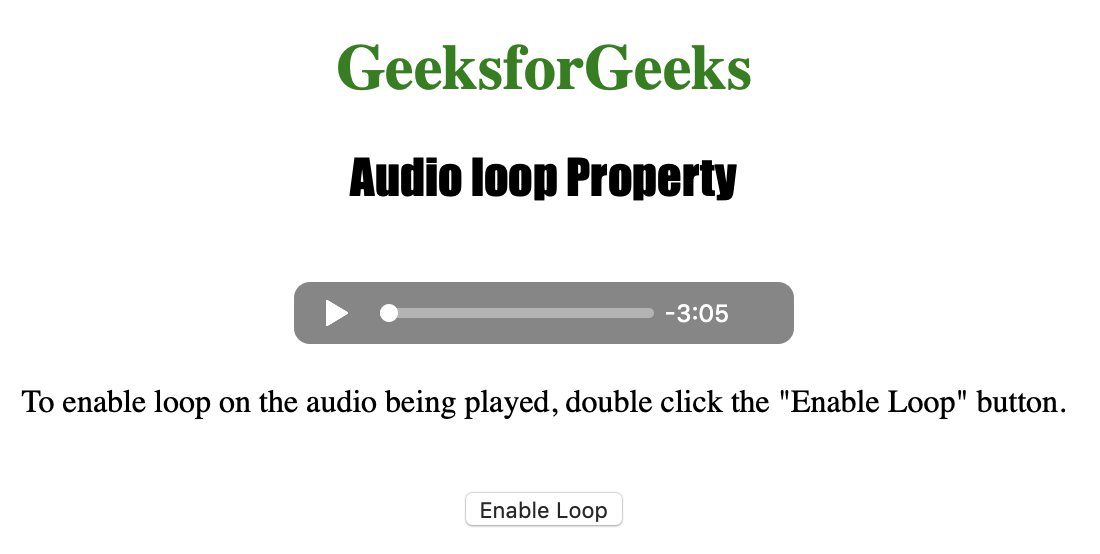 GeeksforGeeks
Audio loop Property
-3:05
To enable loop on the audio being played, double click the "Enable Loop" button.
Enable Loop